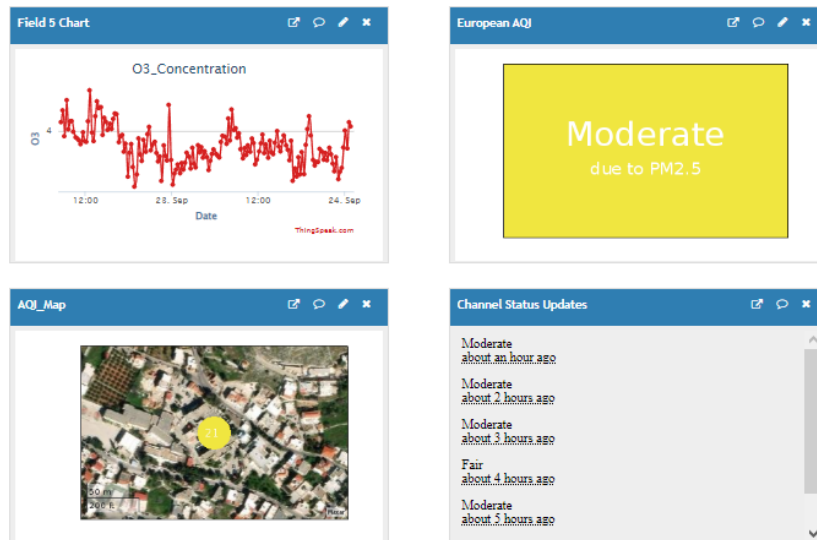 Field 5 Chart
O3_Concentration
O3
4
12:00 28. Sep 12:00 24. Sep
Date
ThingSpeak.com
European AQI
Moderate
due to PM2.5
AQI_Map
21
50 m
200 ft
Channel Status Updates
Moderate
about an hour ago
Moderate
about 2 hours ago
Moderate
about 3 hours ago
Fair
about 4 hours ago
Moderate
about 5 hours ago